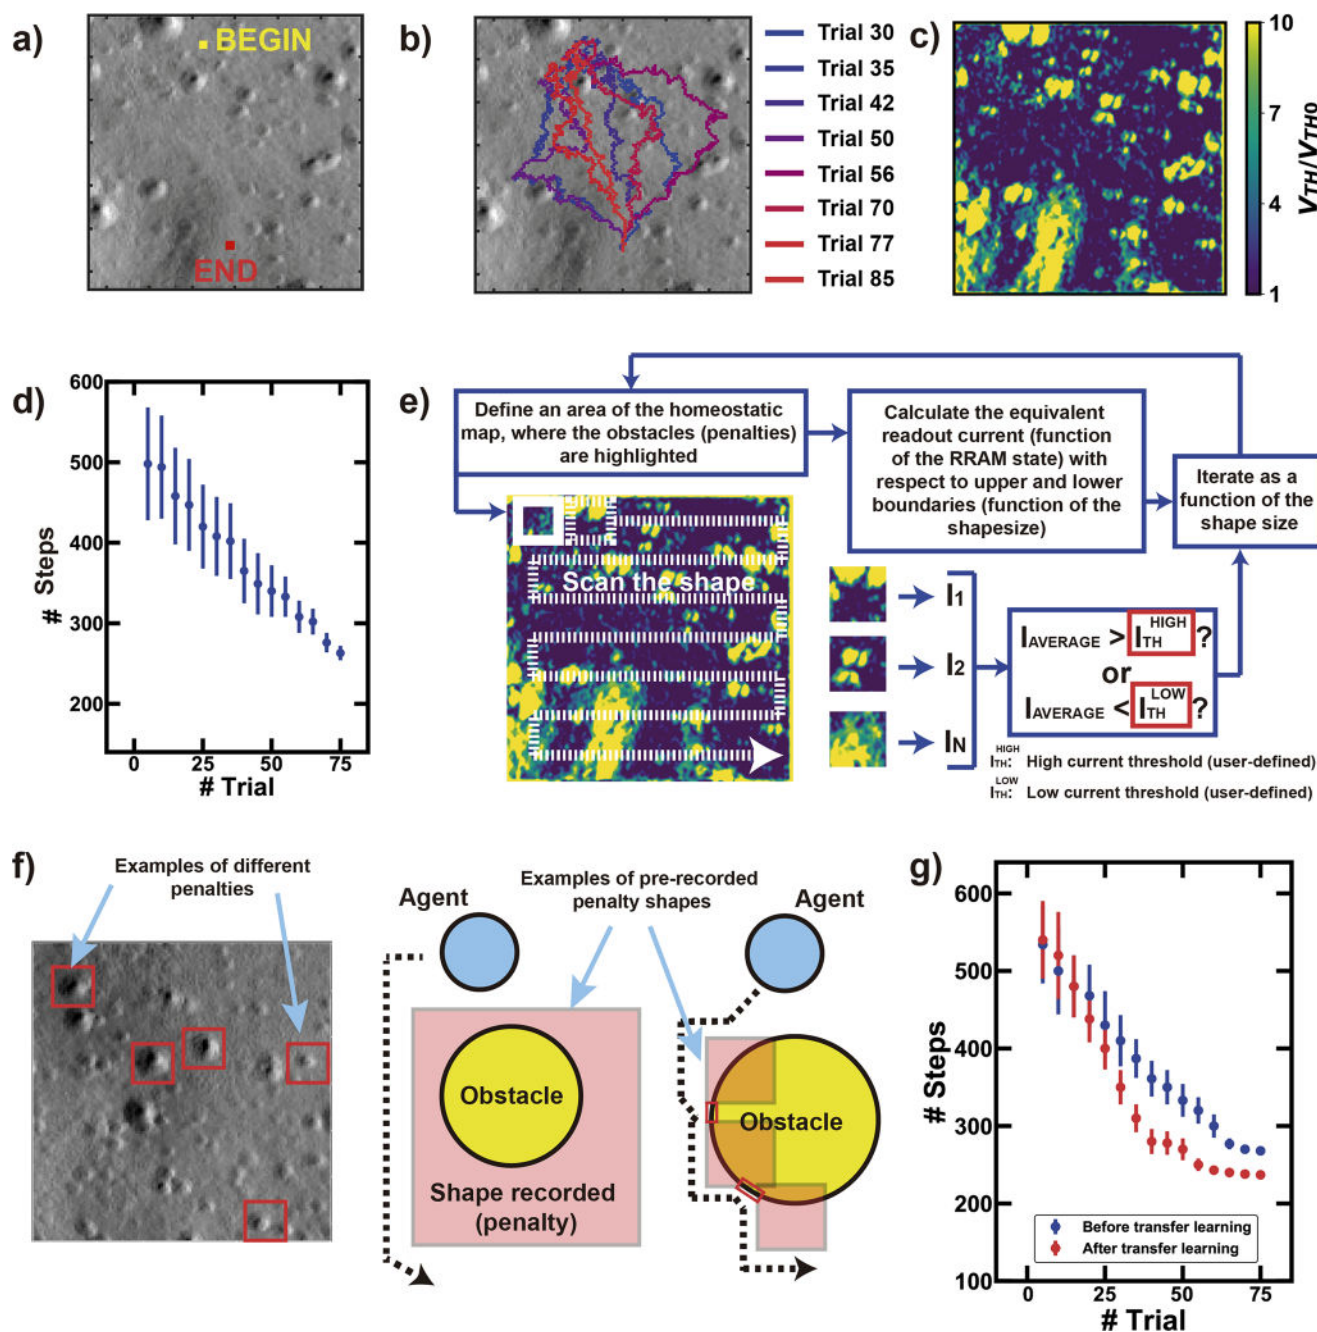 a)
BEGIN
END
b)
Trial 30
Trial 35
Trial 42
Trial 50
Trial 56
Trial 70
Trial 77
Trial 85
c)
10
7
4
1
VTH/VTH0
d)
600
500
400
300
200
# Steps
0 25 50 75
# Trial
e)
Define an area of the homeostatic
map, where the obstacles (penalties)
are highlighted
Calculate the equivalent
readout current (function
of the RRAM state) with
respect to upper and lower
boundaries (function of the
shapesize)
Iterate as a
function of the
shape size
Scan the shape
I1
I2
IN
IAVERAGE > ITH HIGH ?
or
IAVERAGE < ITH LOW ?
ITH HIGH: High current threshold (user-defined)
ITH LOW: Low current threshold (user-defined)
f)
Examples of different
penalties
Agent
Examples of pre-recorded
penalty shapes
Agent
Obstacle
Shape recorded
(penalty)
Obstacle
g)
600
500
400
300
200
100
# Steps
Before transfer learning
After transfer learning
0 25 50 75
# Trial